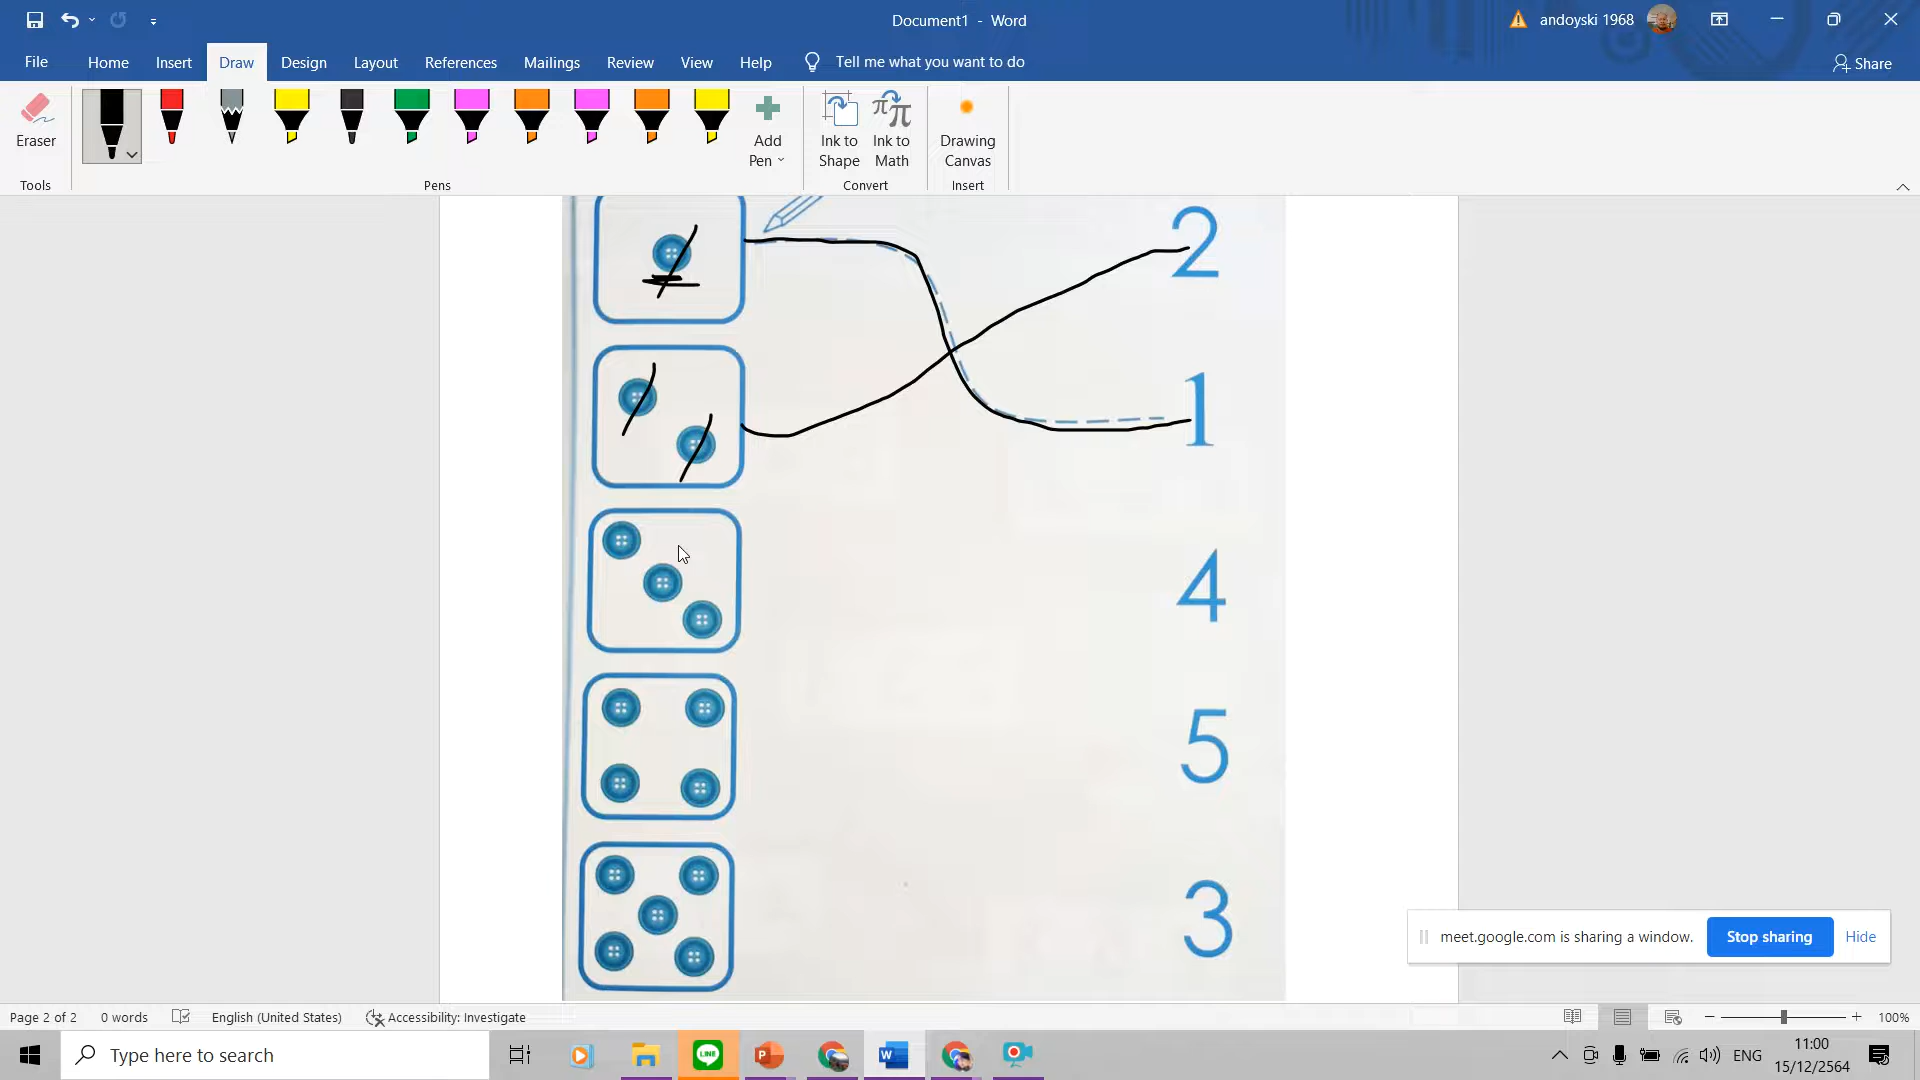 Document1 - Word
andoyski 1968
File
Home
Insert
Draw
Design
Layout
References
Mailings
Review
View
Help
Tell me what you want to do
Share
Eraser
Add Pen
Ink to Shape
Ink to Math
Drawing Canvas
Tools
Pens
Convert
Insert
2
1
4
5
3
meet.google.com is sharing a window.
Stop sharing
Hide
Page 2 of 2
0 words
English (United States)
Accessibility: Investigate
100%
Type here to search
LINE
P
W
ENG
11:00
15/12/2564